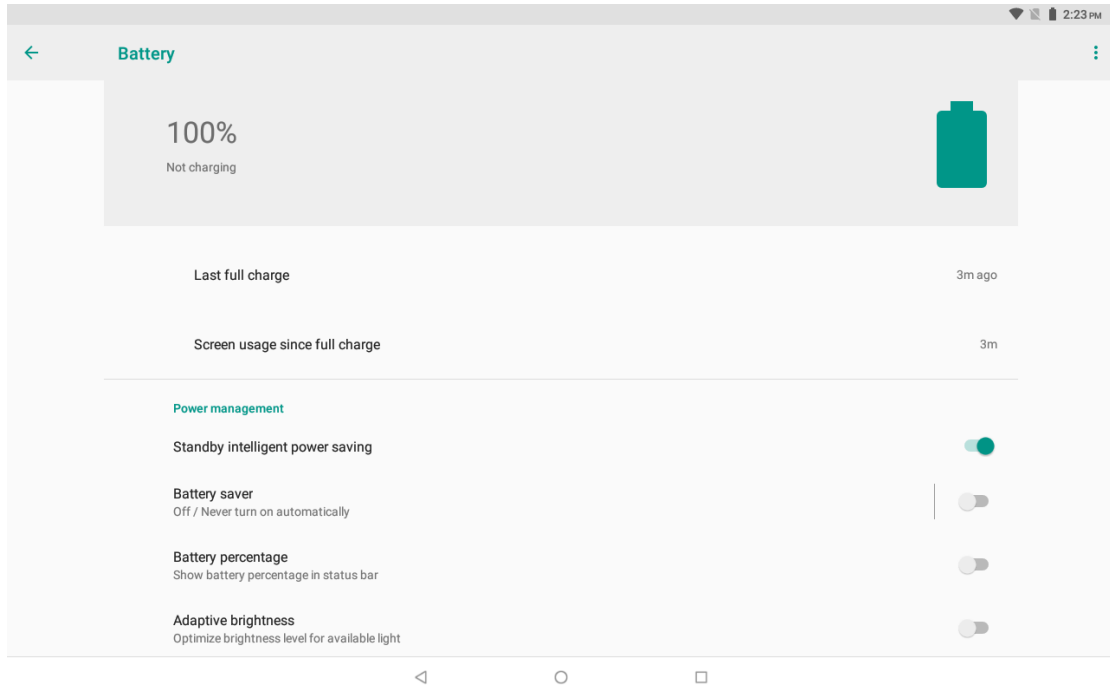 2:23 PM
Battery
100%
Not charging
Last full charge
3m ago
Screen usage since full charge
3m
Power management
Standby intelligent power saving
Battery saver
Off / Never turn on automatically
Battery percentage
Show battery percentage in status bar
Adaptive brightness
Optimize brightness level for available light